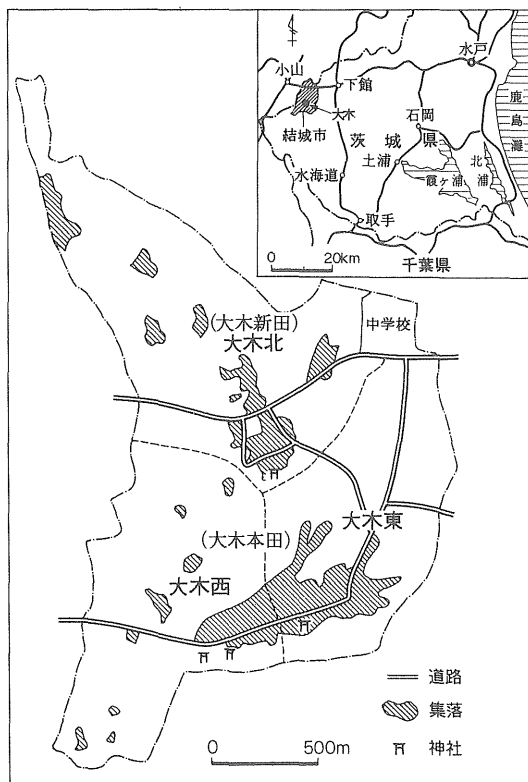 水戸
小山
下館
大木
石岡
結城市
茨城県
鹿島灘
土浦
北浦
水海道
霞ヶ浦
取手
0 20km
千葉県
(大木新田)
大木北
中学校
大木東
(大木本田)
大木西
道路
集落
0 500m
神社